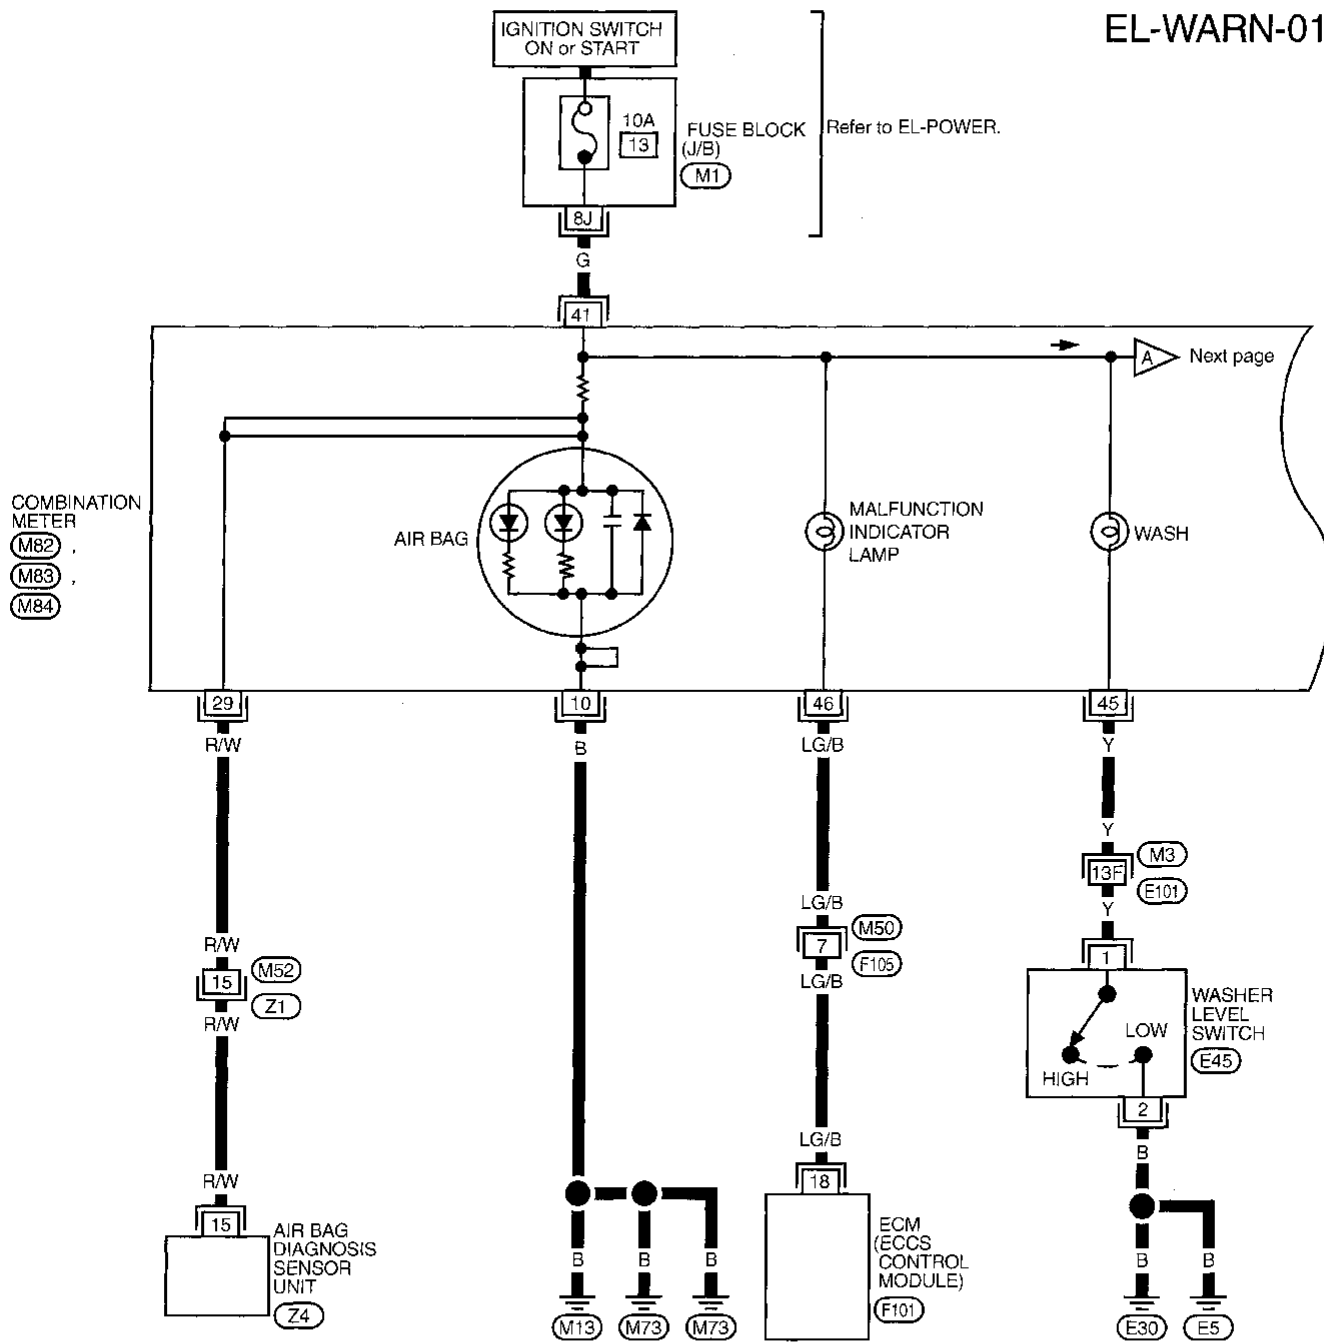 EL-WARN-01
IGNITION SWITCH
ON or START
10A
13
FUSE BLOCK
(J/B)
M1
Refer to EL-POWER.
8J
G
41
A
Next page
COMBINATION
METER
M82 ,
M83 ,
M84
AIR BAG
MALFUNCTION
INDICATOR
LAMP
WASH
29
10
46
45
R/W
B
LG/B
Y
Y
13F
M3
E101
Y
LG/B
7
M50
F105
LG/B
R/W
15
M52
Z1
R/W
1
WASHER
LEVEL
SWITCH
E45
LOW
HIGH
2
B
LG/B
18
R/W
15
AIR BAG
DIAGNOSIS
SENSOR
UNIT
Z4
ECM
(ECCS
CONTROL
MODULE)
F101
B
B
B
B
B
M13
M73
M73
E30
E5